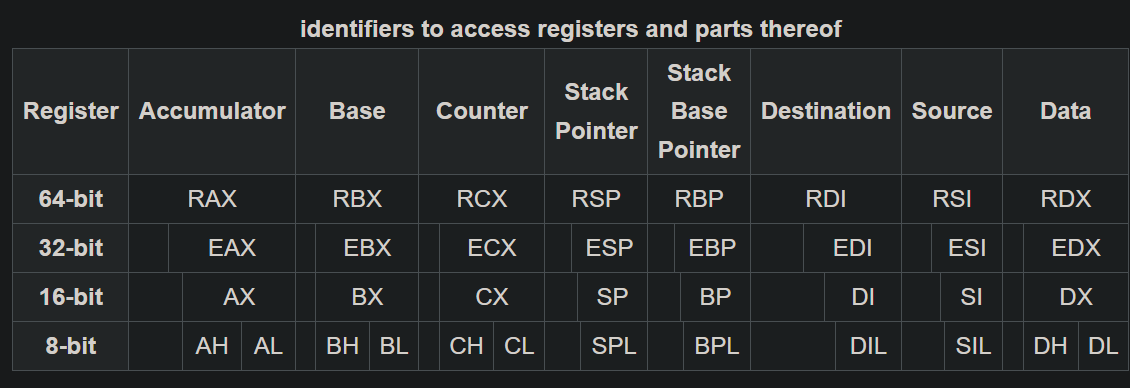 identifiers to access registers and parts thereof
Register Accumulator Base Counter Stack Pointer Stack Base Pointer Destination Source Data
64-bit RAX RBX RCX RSP RBP RDI RSI RDX
32-bit EAX EBX ECX ESP EBP EDI ESI EDX
16-bit AX BX CX SP BP DI SI DX
8-bit AH AL BH BL CH CL SPL BPL DIL SIL DH DL